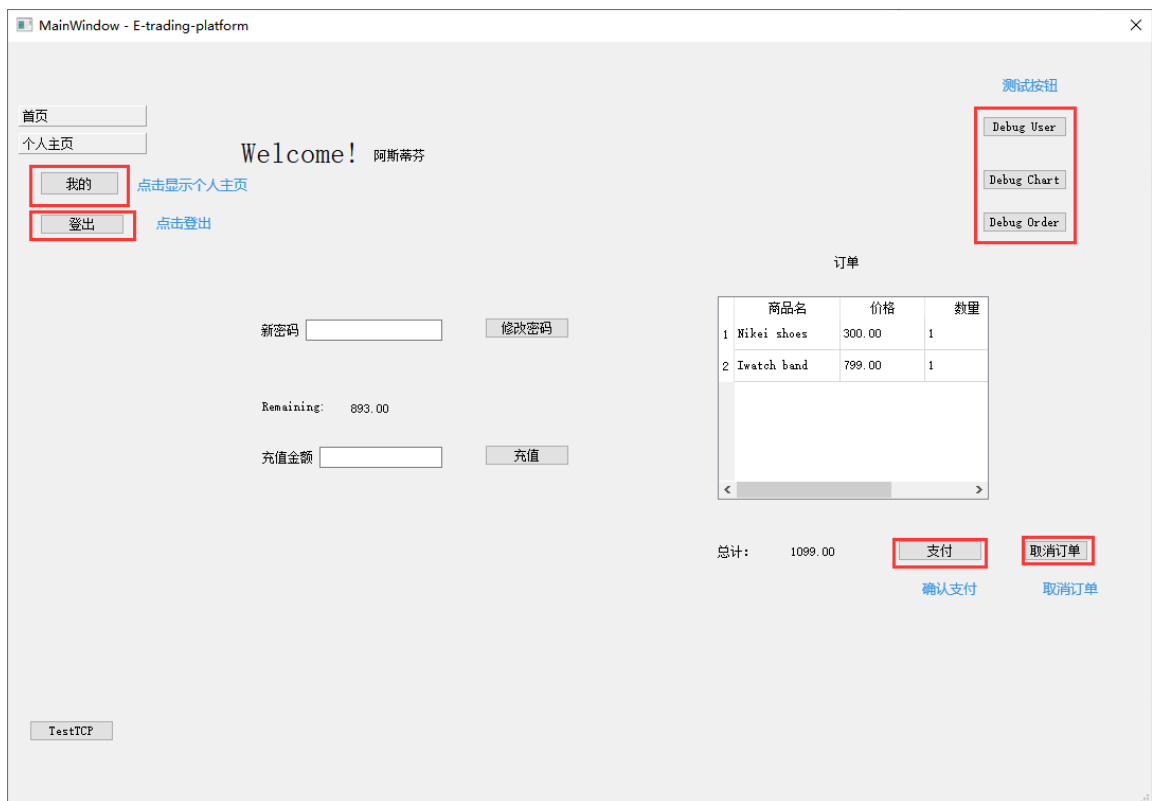 MainWindow - E-trading-platform
测试按钮
首页
Debug User
个人主页
Welcome! 阿斯蒂芬
我的 点击显示个人主页
Debug Chart
登出 点击登出
Debug Order
订单
商品名 价格 数量
新密码 修改密码
1 Nikei shoes 300.00 1
2 Iwatch band 799.00 1
Remaining: 893.00
充值金额 充值
总计: 1099.00 支付 取消订单
确认支付 取消订单
TestTCP